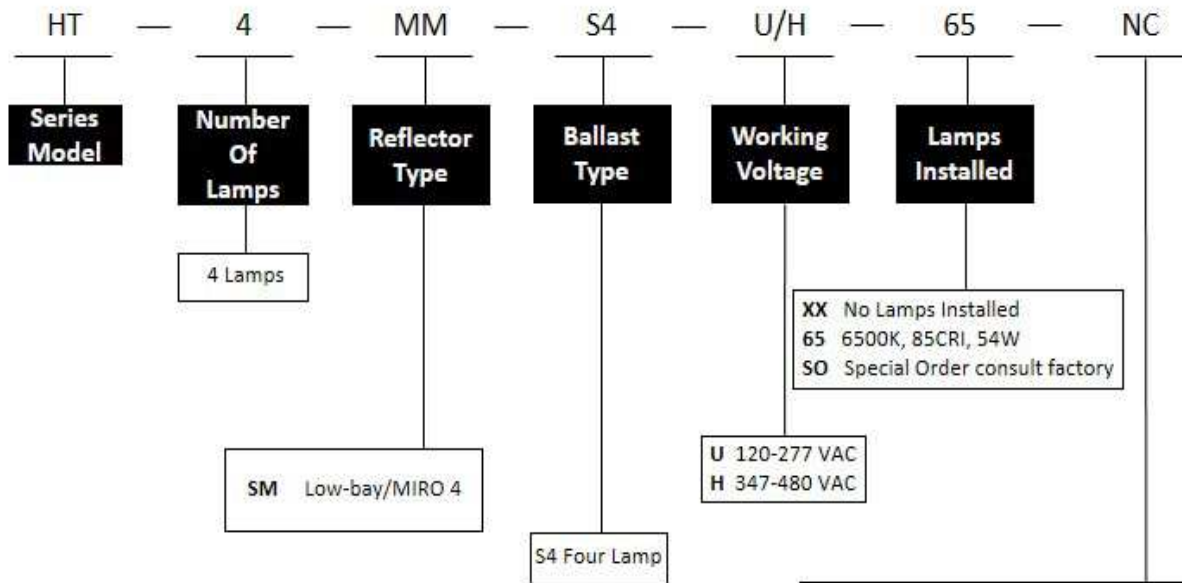 HT — 4 — MM — S4 — U/H — 65 — NC
Series
Model
Number
Of
Lamps
Reflector
Type
Ballast
Type
Working
Voltage
Lamps
Installed
4 Lamps
XX No Lamps Installed
65 6500K, 85CRI, 54W
SO Special Order consult factory
SM Low-bay/MIRO 4
U 120-277 VAC
H 347-480 VAC
S4 Four Lamp